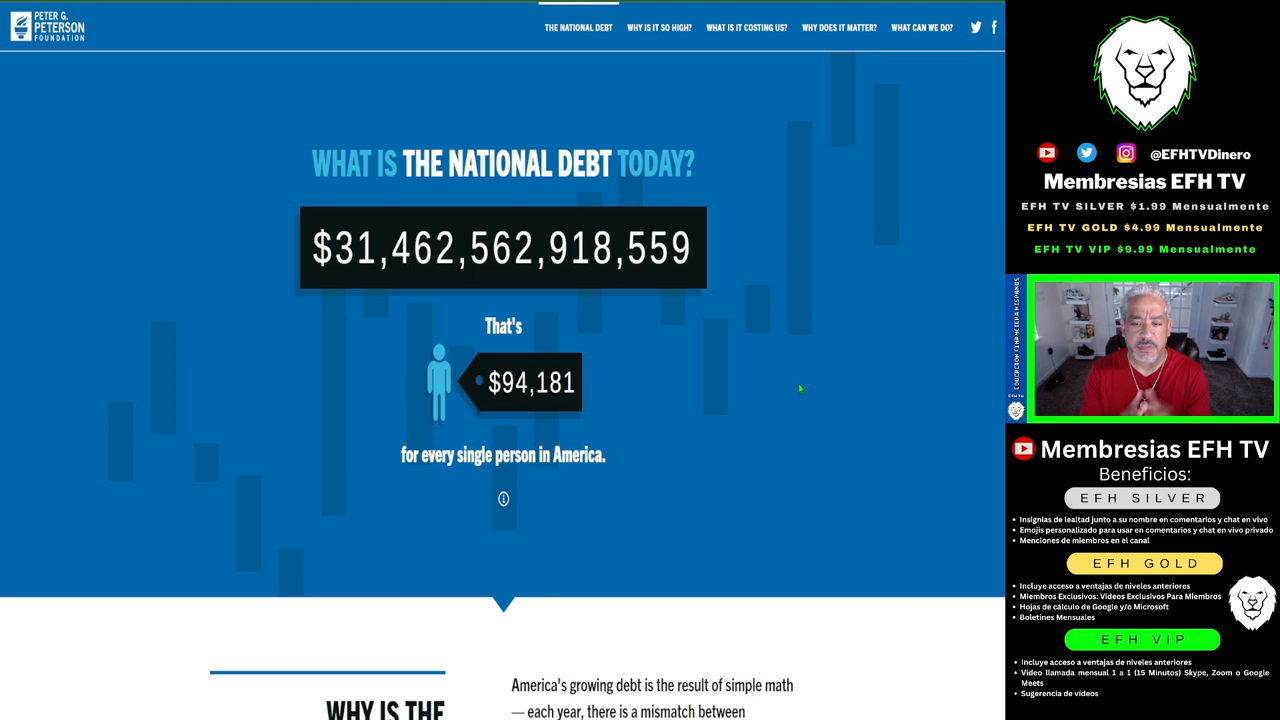 PETER G.
PETERSON
FOUNDATION
THE NATIONAL DEBT
WHY IS IT SO HIGH?
WHAT IS IT COSTING US?
WHY DOES IT MATTER?
WHAT CAN WE DO?
WHAT IS THE NATIONAL DEBT TODAY?
$31,462,562,918,559
That's
$94,181
for every single person in America.
WHY IS THE
America's growing debt is the result of simple math
— each year, there is a mismatch between
@EFHTVDinero
Membresias EFH TV
EFH TV SILVER $1.99 Mensualmente
EFH TV GOLD $4.99 Mensualmente
EFH TV VIP $9.99 Mensualmente
EDUCACION FINANCIERA HISPANOS
EFH TV
Membresias EFH TV
Beneficios:
EFH SILVER
• Insignias de lealtad junto a su nombre en comentarios y chat en vivo
• Emojis personalizado para usar en comentarios y chat en vivo privado
• Menciones de miembros en el canal
EFH GOLD
• Incluye acceso a ventajas de niveles anteriores
• Miembros Exclusivos: Videos Exclusivos Para Miembros
• Hojas de cálculo de Google y/o Microsoft
• Boletines Mensuales
EFH VIP
• Incluye acceso a ventajas de niveles anteriores
• Video llamada mensual 1 a 1 (15 Minutos) Skype, Zoom o Google
Meets
• Sugerencia de videos